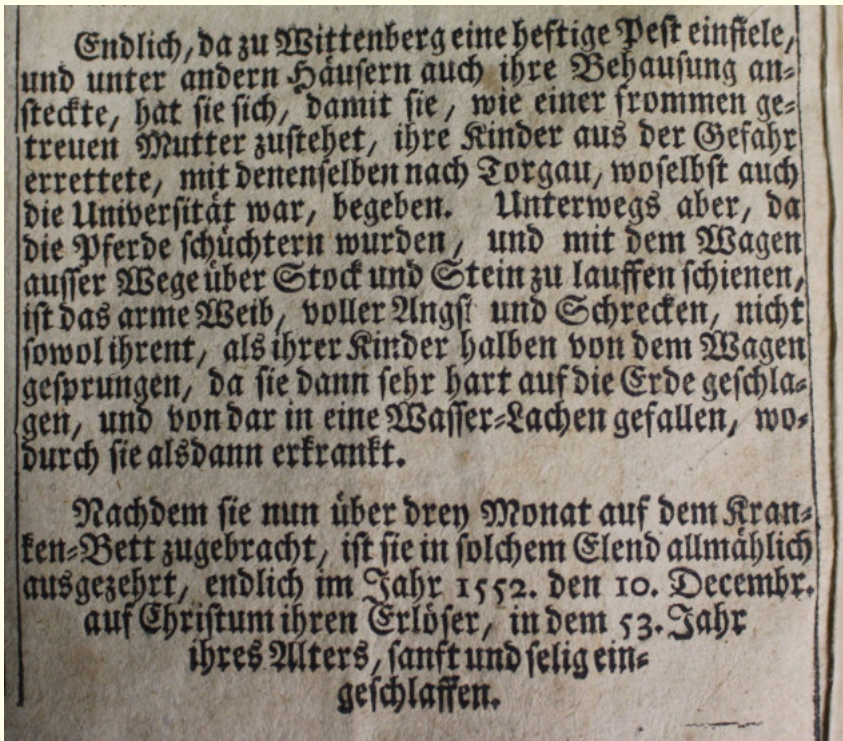 Endlich, da zu Wittenberg eine heftige Pest einfiele,
und unter andern Häusern auch ihre Behausung an-
steckte, hat sie sich, damit sie, wie einer frommen ge-
treuen Mutter zustehet, ihre Kinder aus der Gefahr
errettete, mit denenselben nach Torgau, woselbst auch
die Universität war, begeben. Unterwegs aber, da
die Pferde schüchtern wurden, und mit dem Wagen
ausser Wege über Stock und Stein zu lauffen schienen,
ist das arme Weib, voller Angst und Schrecken, nicht
sowol ihrent, als ihrer Kinder halben von dem Wagen
gesprungen, da sie dann sehr hart auf die Erde geschla-
gen, und von dar in eine Wasser-Lachen gefallen, wo-
durch sie alsdann erkrankt.
Nachdem sie nun über drey Monat auf dem Kran-
ken-Bett zugebracht, ist sie in solchem Elend allmählich
ausgezehrt, endlich im Jahr 1552. den 10. Decembr.
auf Christum ihren Erlöser, in dem 53. Jahr
ihres Alters, sanft und selig ein-
geschlaffen.